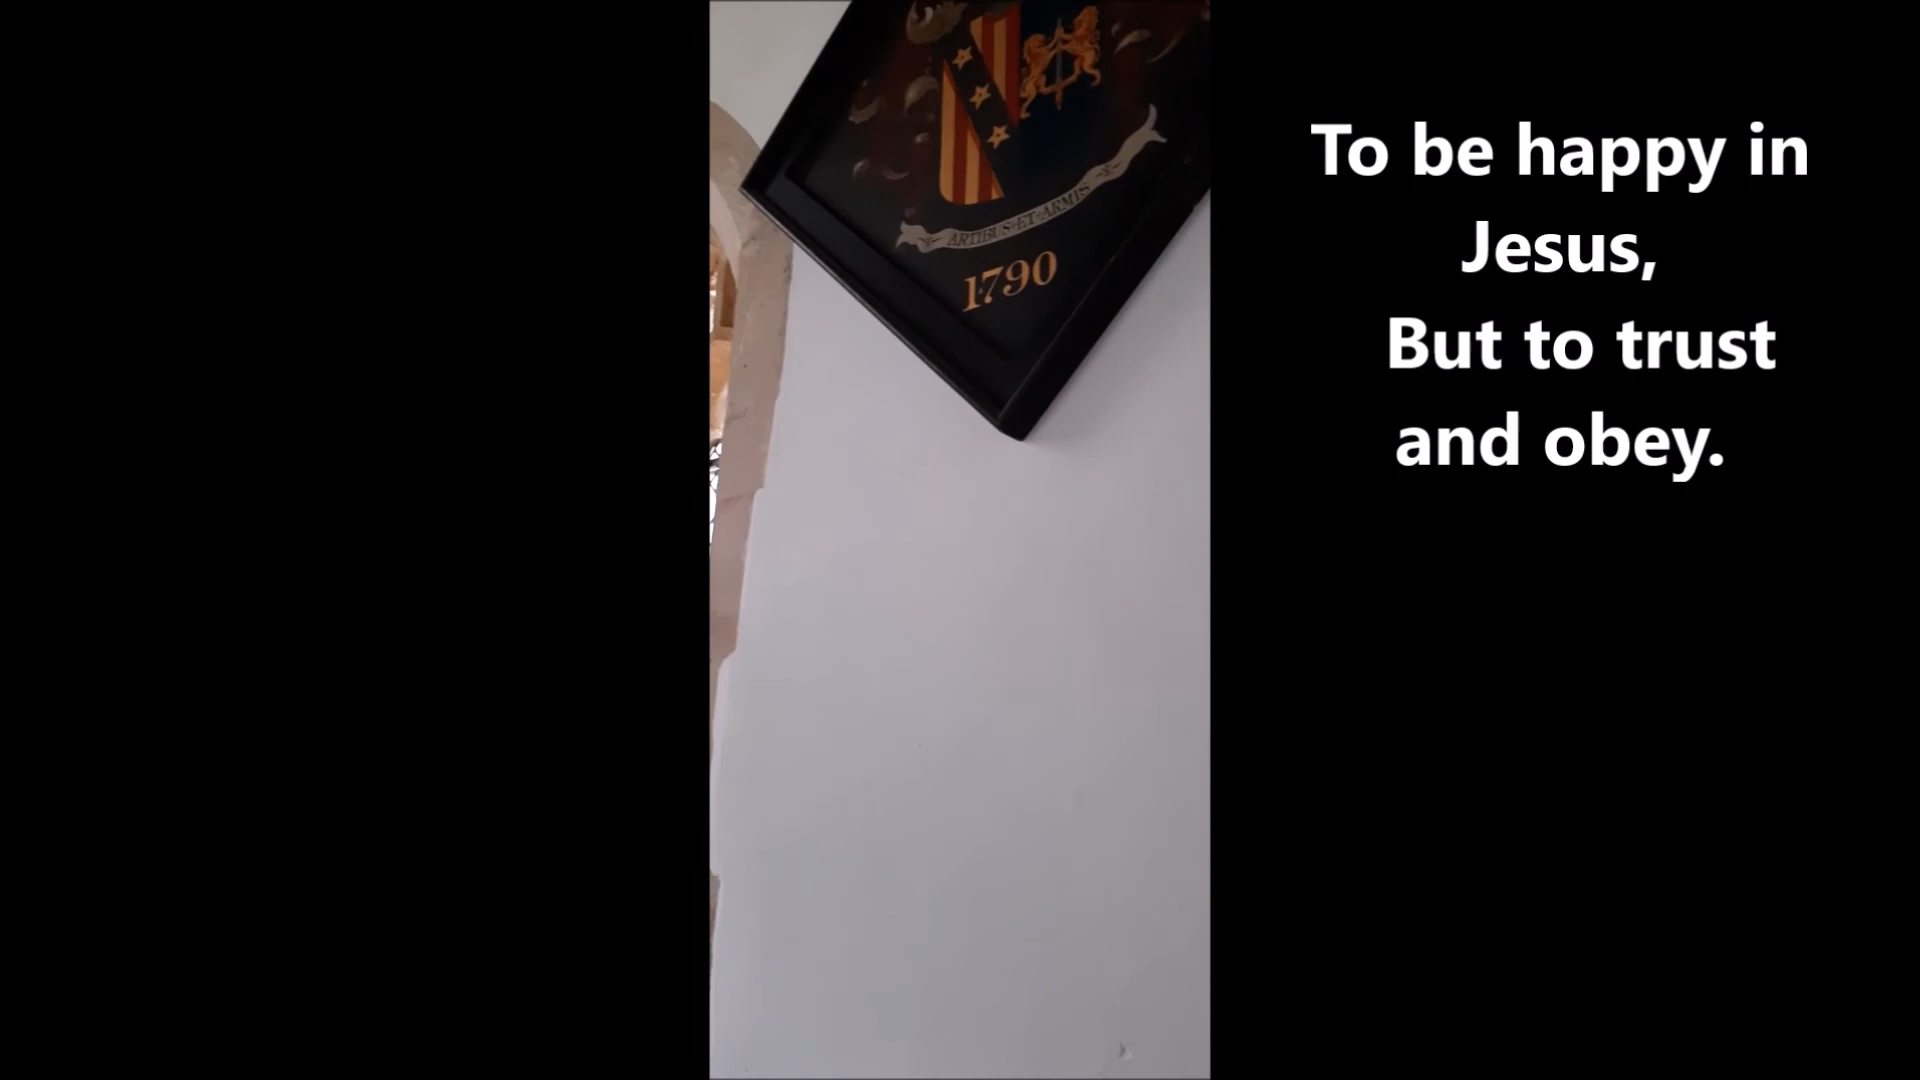 ARTIBUS ET ARMIS
1790
To be happy in
Jesus,
But to trust
and obey.